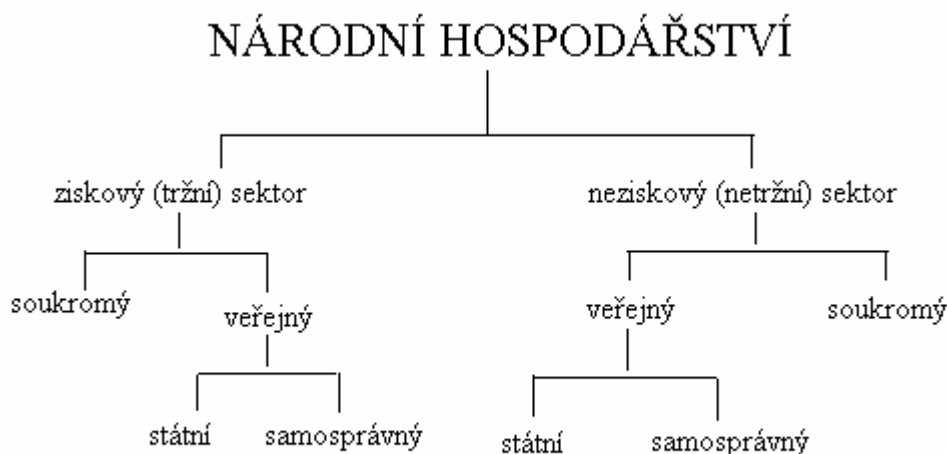 NÁRODNÍ HOSPODÁŘSTVÍ
ziskový (tržní) sektor
neziskový (netržní) sektor
soukromý
veřejný
veřejný
soukromý
státní
samosprávný
státní
samosprávný